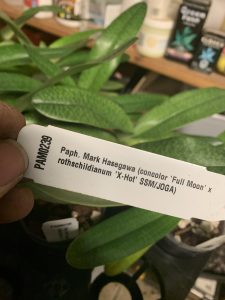 PAM0239
Paph. Mark Hasegawa (concolor 'Full Moon' x
rothschildianum 'X-Hot' SSM/JOGA)